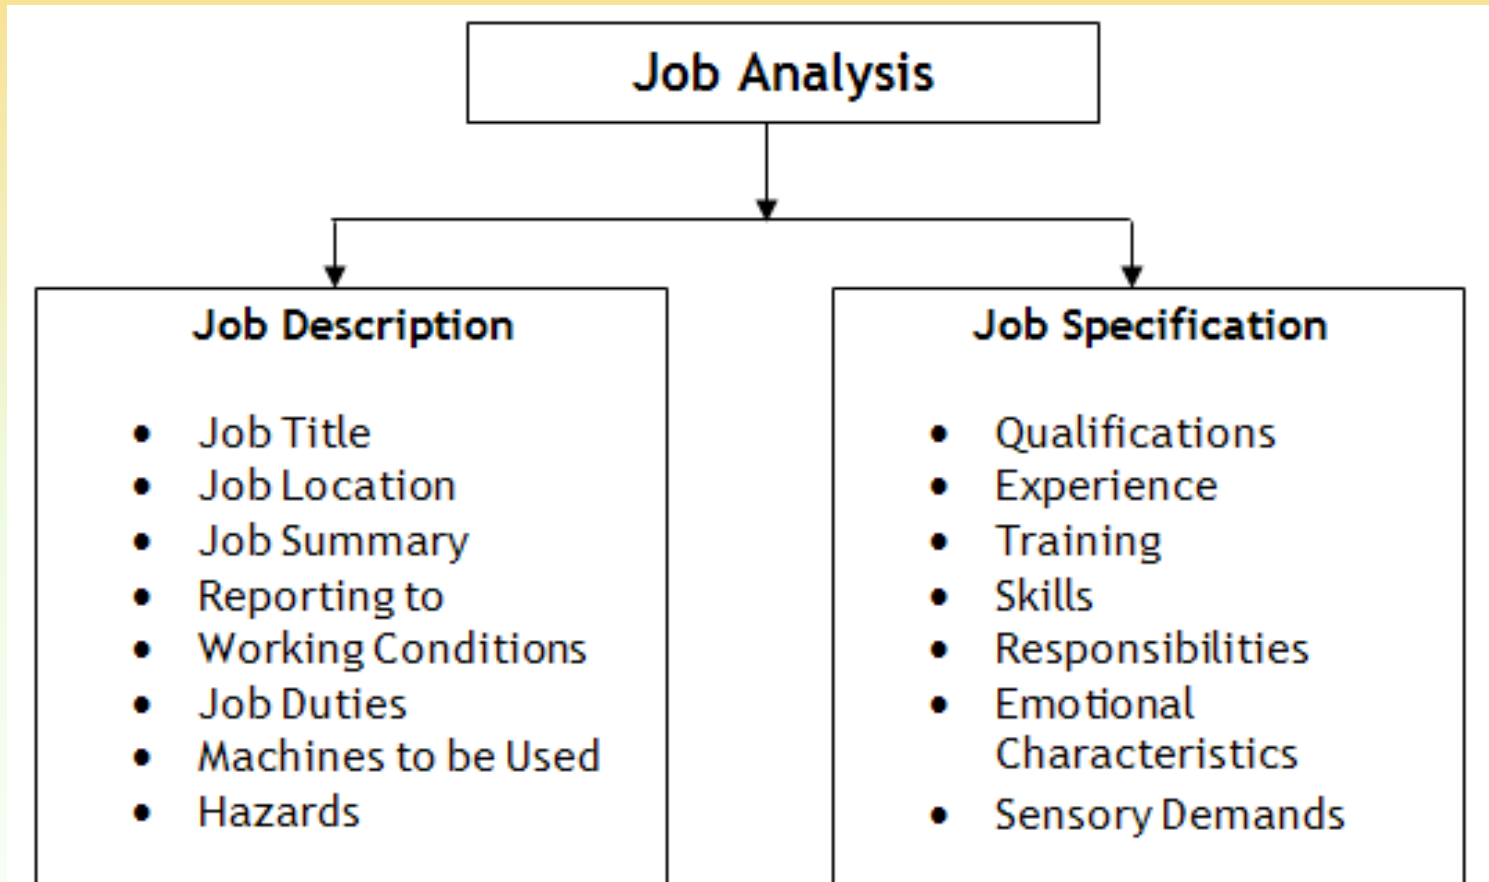 Job Analysis
Job Description
• Job Title
• Job Location
• Job Summary
• Reporting to
• Working Conditions
• Job Duties
• Machines to be Used
• Hazards
Job Specification
• Qualifications
• Experience
• Training
• Skills
• Responsibilities
• Emotional
Characteristics
• Sensory Demands